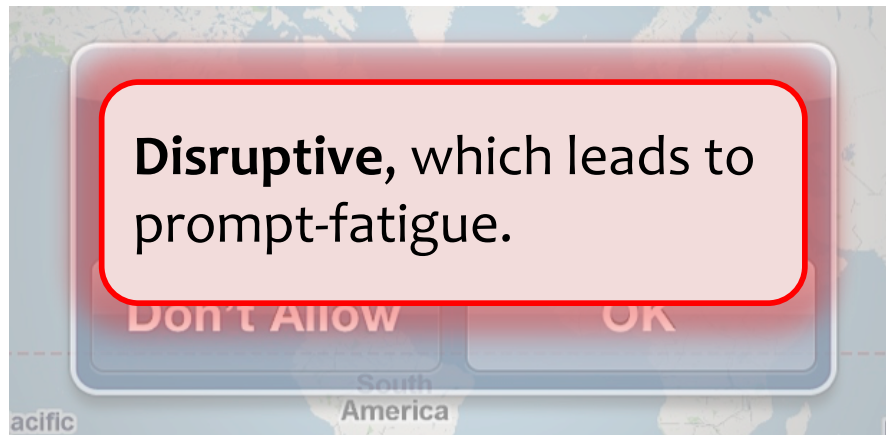 Disruptive, which leads to
prompt-fatigue.
Don't Allow
OK
South
America
acific